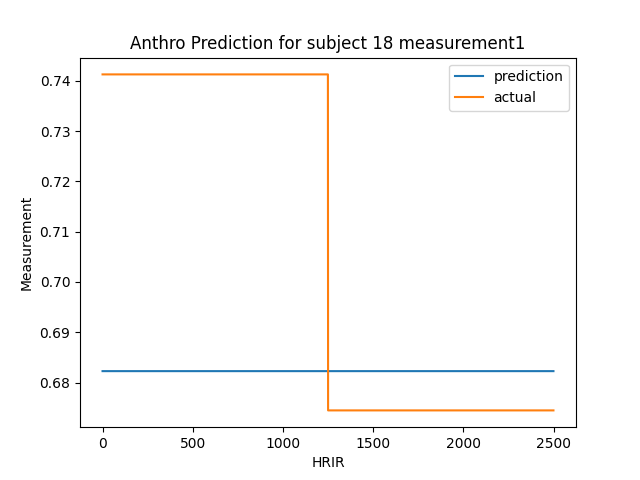 Anthro Prediction for subject 18 measurement1
prediction
actual
0.74
0.73
0.72
0.71
0.70
0.69
0.68
Measurement
0
500
1000
1500
2000
2500
HRIR